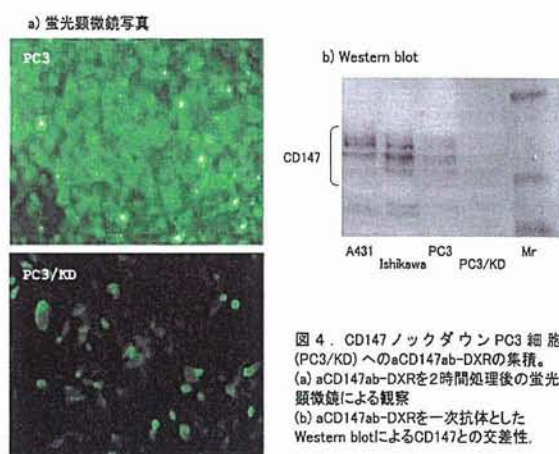 a) 蛍光顕微鏡写真
PC3
PC3/KD
b) Western blot
CD147
A431
Ishikawa
PC3
PC3/KD
Mr
図４．CD147ノックダウンPC3細胞
(PC3/KD)へのaCD147ab-DXRの集積。
(a) aCD147ab-DXRを2時間処理後の蛍光
顕微鏡による観察
(b) aCD147ab-DXRを一次抗体とした
Western blotによるCD147との交差性.